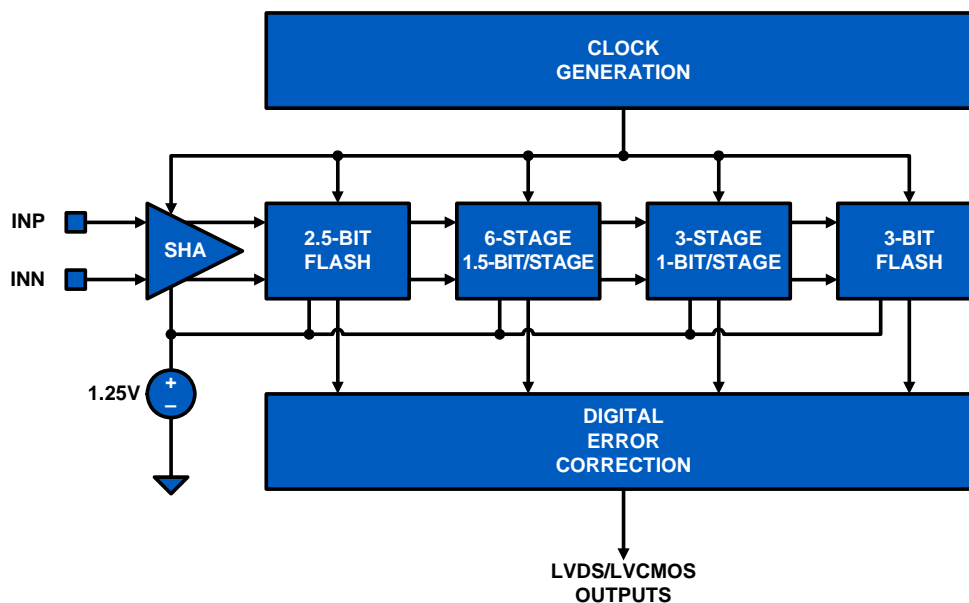 CLOCK
GENERATION
INP
INN
SHA
2.5-BIT
FLASH
6-STAGE
1.5-BIT/STAGE
3-STAGE
1-BIT/STAGE
3-BIT
FLASH
1.25V
+
–
DIGITAL
ERROR
CORRECTION
LVDS/LVCMOS
OUTPUTS